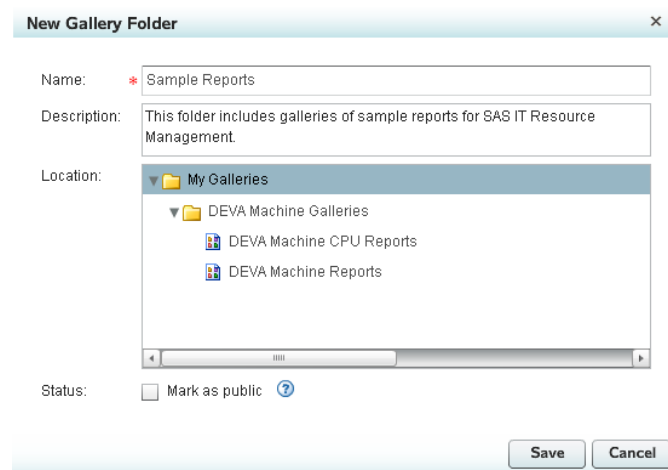 New Gallery Folder ×
Name: * Sample Reports
Description: This folder includes galleries of sample reports for SAS IT Resource
Management.
Location: My Galleries
DEVA Machine Galleries
DEVA Machine CPU Reports
DEVA Machine Reports
Status: Mark as public ?
Save Cancel